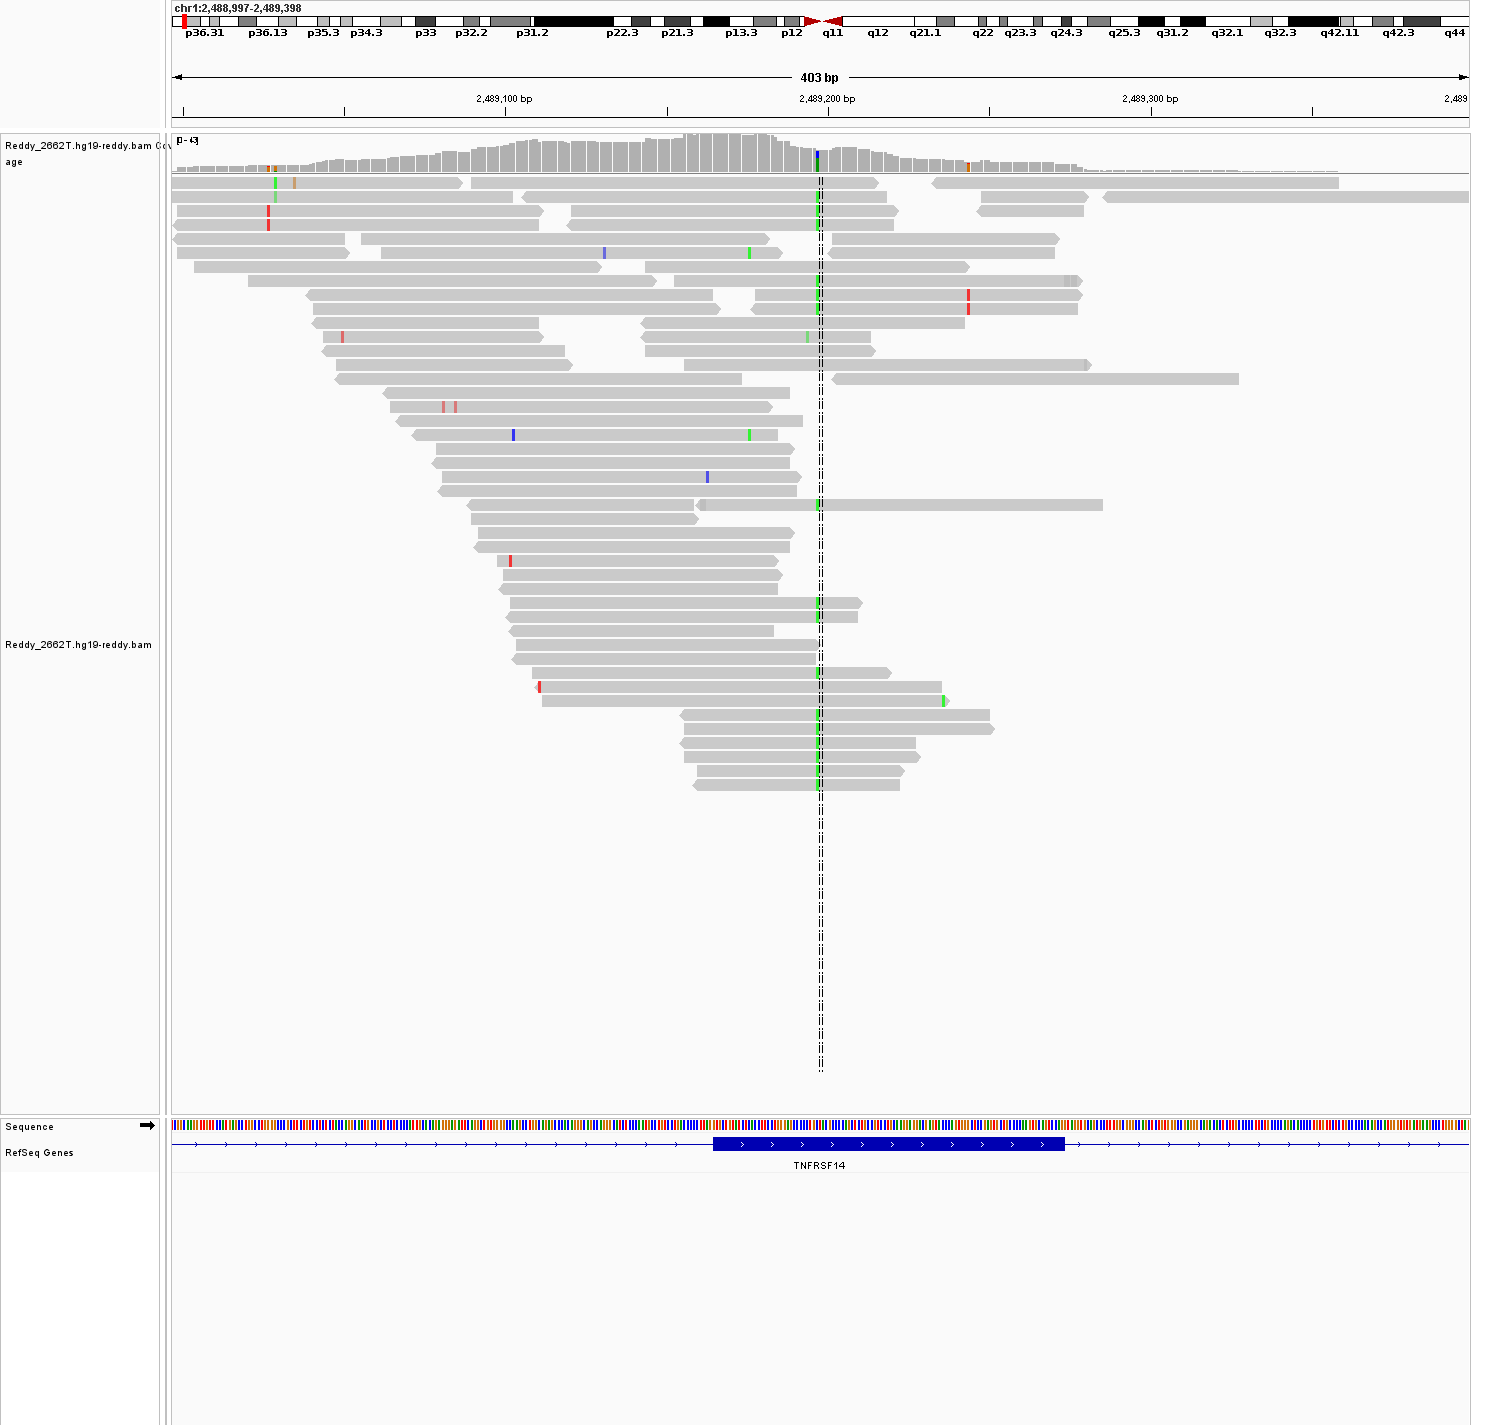 chr1:2,488,997-2,489,398
p36.31 p36.13 p35.3 p34.3 p33 p32.2 p31.2 p22.3 p21.3 p13.3 p12 q11 q12 q21.1 q22 q23.3 q24.3 q25.3 q31.2 q32.1 q32.3 q42.11 q42.3 q44
403 bp
2,489,100 bp 2,489,200 bp 2,489,300 bp 2,489
Reddy_2662T.hg19-reddy.bam Cov
age
[0 - 43]
Reddy_2662T.hg19-reddy.bam
Sequence
RefSeq Genes
TNFRSF14